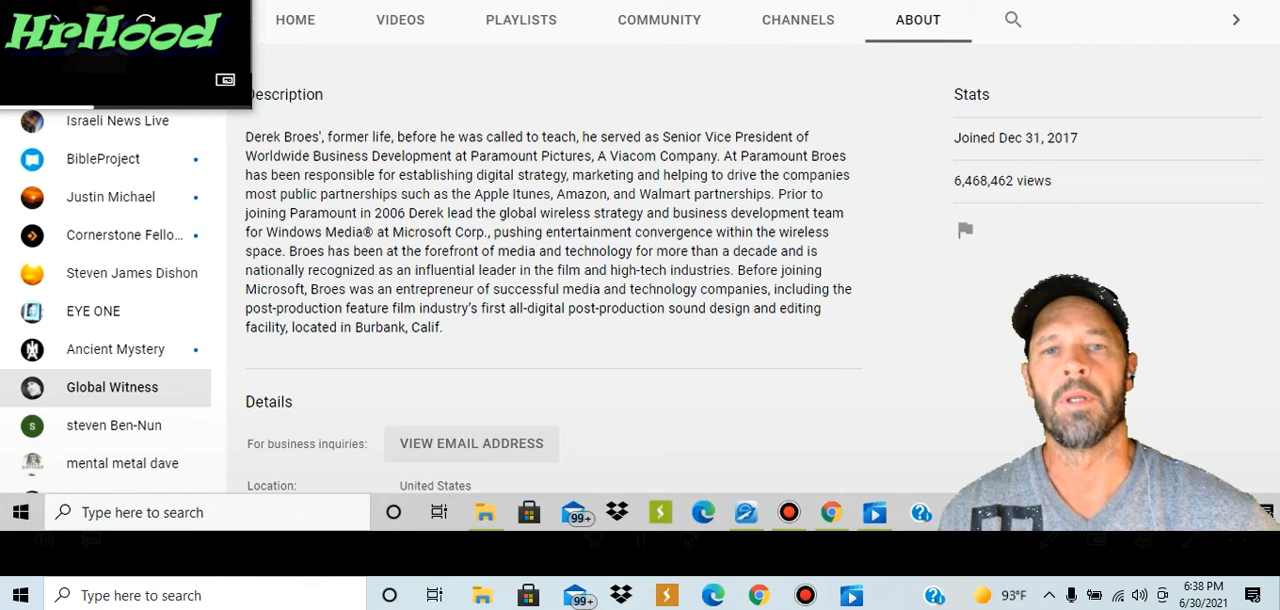 HrHood
HOME VIDEOS PLAYLISTS COMMUNITY CHANNELS ABOUT
Israeli News Live
BibleProject
Justin Michael
Cornerstone Fello...
Steven James Dishon
EYE ONE
Ancient Mystery
Global Witness
steven Ben-Nun
mental metal dave
Description
Derek Broes', former life, before he was called to teach, he served as Senior Vice President of
Worldwide Business Development at Paramount Pictures, A Viacom Company. At Paramount Broes
has been responsible for establishing digital strategy, marketing and helping to drive the companies
most public partnerships such as the Apple Itunes, Amazon, and Walmart partnerships. Prior to
joining Paramount in 2006 Derek lead the global wireless strategy and business development team
for Windows Media® at Microsoft Corp., pushing entertainment convergence within the wireless
space. Broes has been at the forefront of media and technology for more than a decade and is
nationally recognized as an influential leader in the film and high-tech industries. Before joining
Microsoft, Broes was an entrepreneur of successful media and technology companies, including the
post-production feature film industry's first all-digital post-production sound design and editing
facility, located in Burbank, Calif.
Details
For business inquiries: VIEW EMAIL ADDRESS
Location: United States
Stats
Joined Dec 31, 2017
6,468,462 views
Type here to search
99+
Type here to search
99+
93°F
6:38 PM
6/30/2021